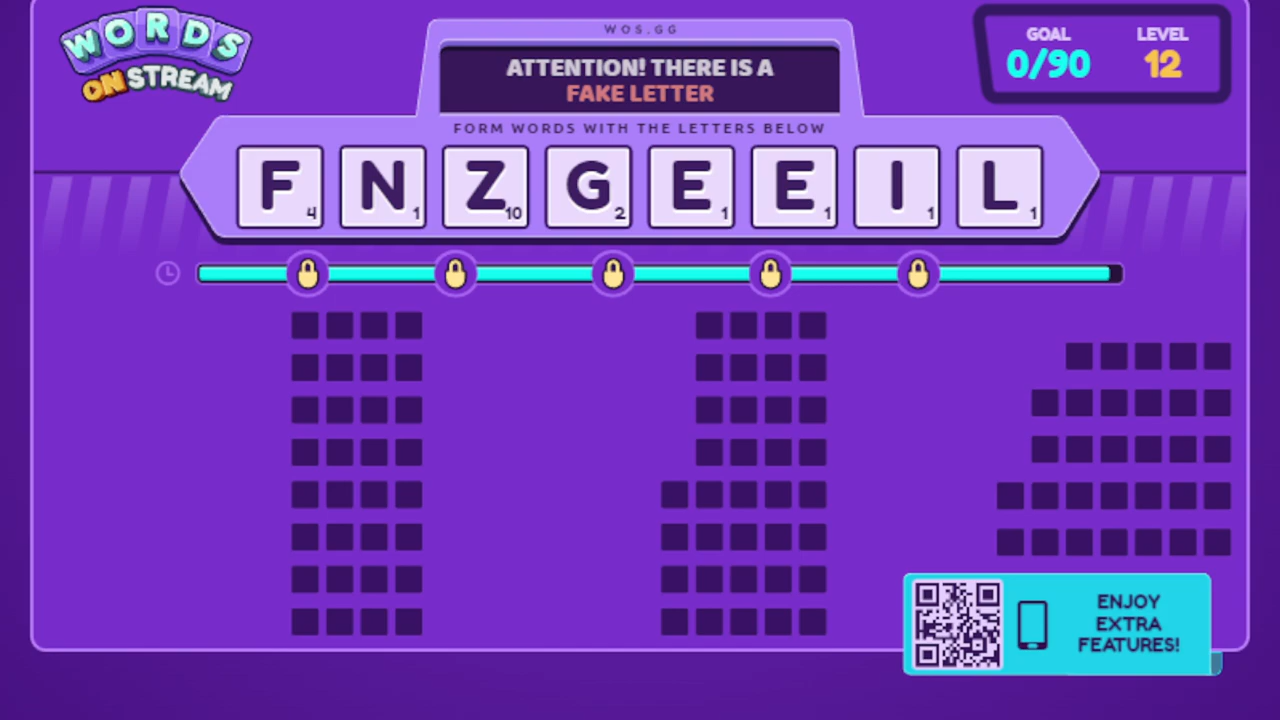 WORDS
ON STREAM
WOS.GG
ATTENTION! THERE IS A
FAKE LETTER
GOAL
0/90
LEVEL
12
FORM WORDS WITH THE LETTERS BELOW
F 4 N 1 Z 10 G 2 E 1 E 1 I 1 L 1
ENJOY
EXTRA
FEATURES!